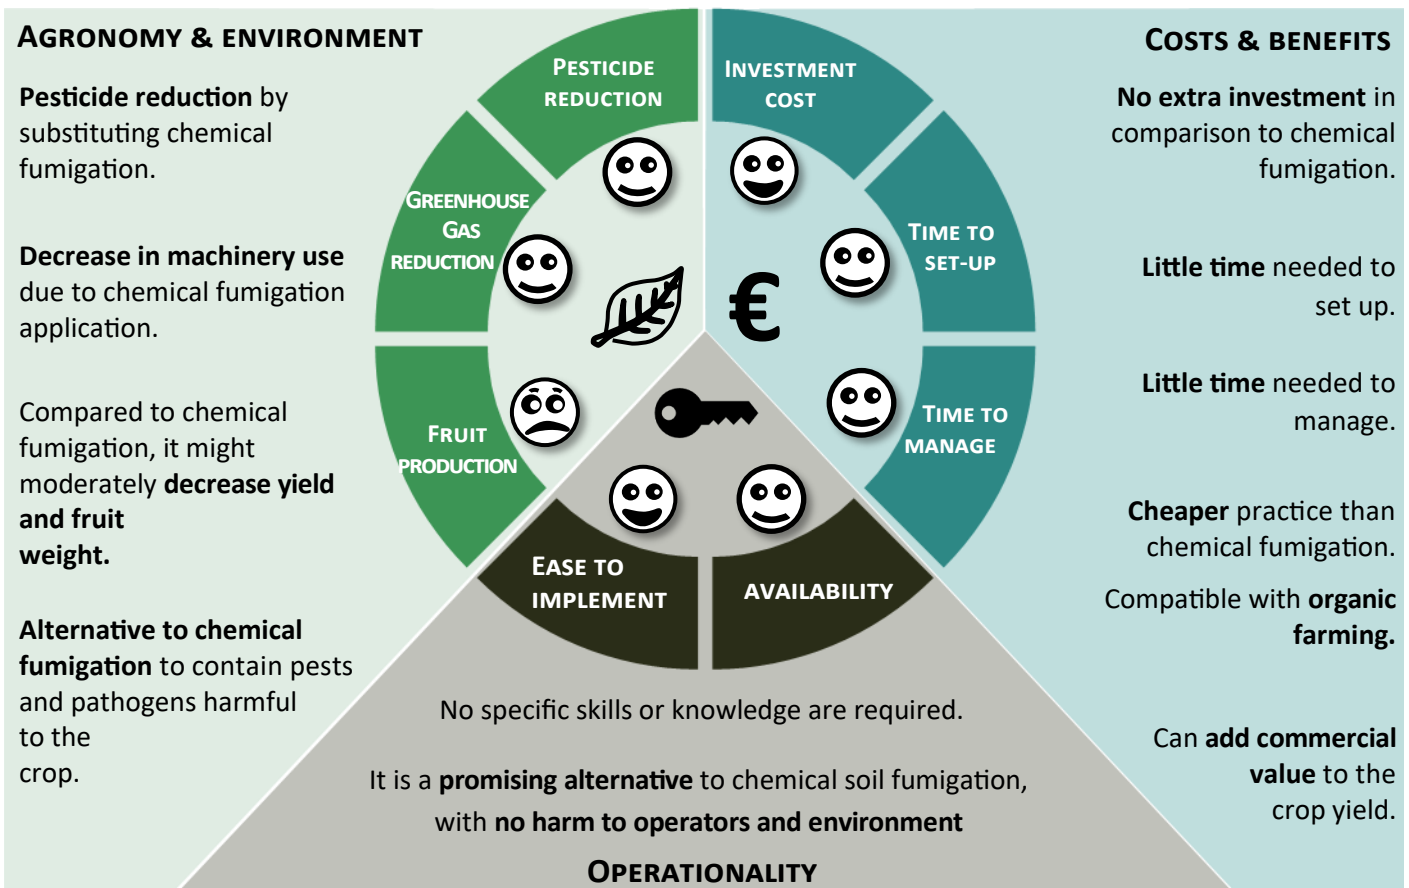 AGRONOMY & ENVIRONMENT
Pesticide reduction by
substituting chemical
fumigation.
Decrease in machinery use
due to chemical fumigation
application.
Compared to chemical
fumigation, it might
moderately decrease yield
and fruit
weight.
Alternative to chemical
fumigation to contain pests
and pathogens harmful
to the
crop.
PESTICIDE
REDUCTION
GREENHOUSE
GAS
REDUCTION
FRUIT
PRODUCTION
INVESTMENT
COST
TIME TO
SET-UP
TIME TO
MANAGE
€
EASE TO
IMPLEMENT
AVAILABILITY
COSTS & BENEFITS
No extra investment in
comparison to chemical
fumigation.
Little time needed to
set up.
Little time needed to
manage.
Cheaper practice than
chemical fumigation.
Compatible with organic
farming.
Can add commercial
value to the
crop yield.
No specific skills or knowledge are required.
It is a promising alternative to chemical soil fumigation,
with no harm to operators and environment
OPERATIONALITY